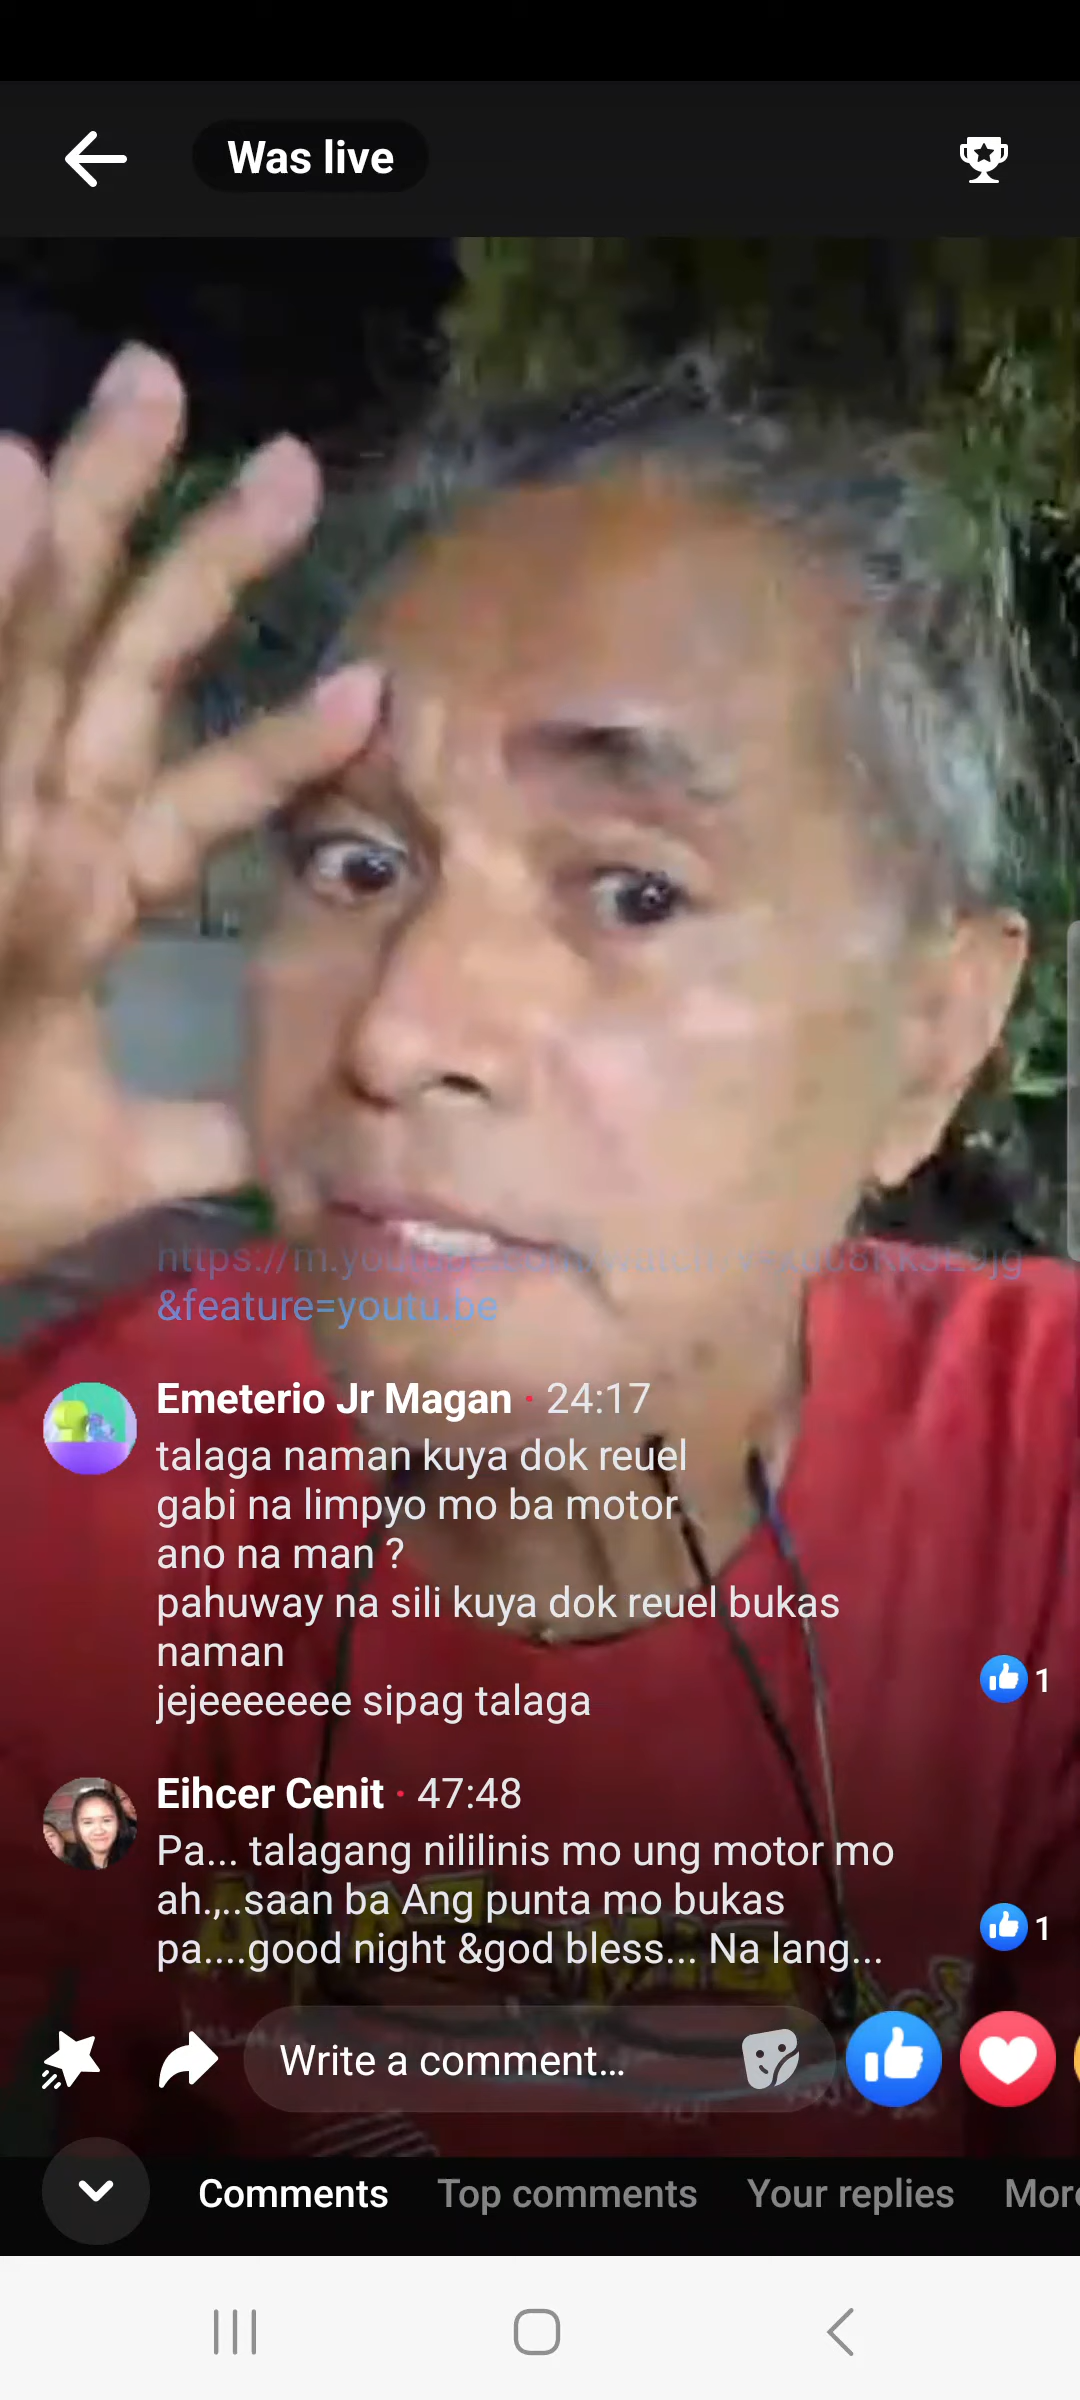 Was live
&feature=youtu.be
Emeterio Jr Magan · 24:17
talaga naman kuya dok reuel
gabi na limpyo mo ba motor
ano na man ?
pahuway na sili kuya dok reuel bukas
naman
jejeeeeeee sipag talaga
1
Eihcer Cenit · 47:48
Pa... talagang nililinis mo ung motor mo
ah.,..saan ba Ang punta mo bukas
pa....good night &god bless... Na lang...
1
Write a comment...
Comments Top comments Your replies